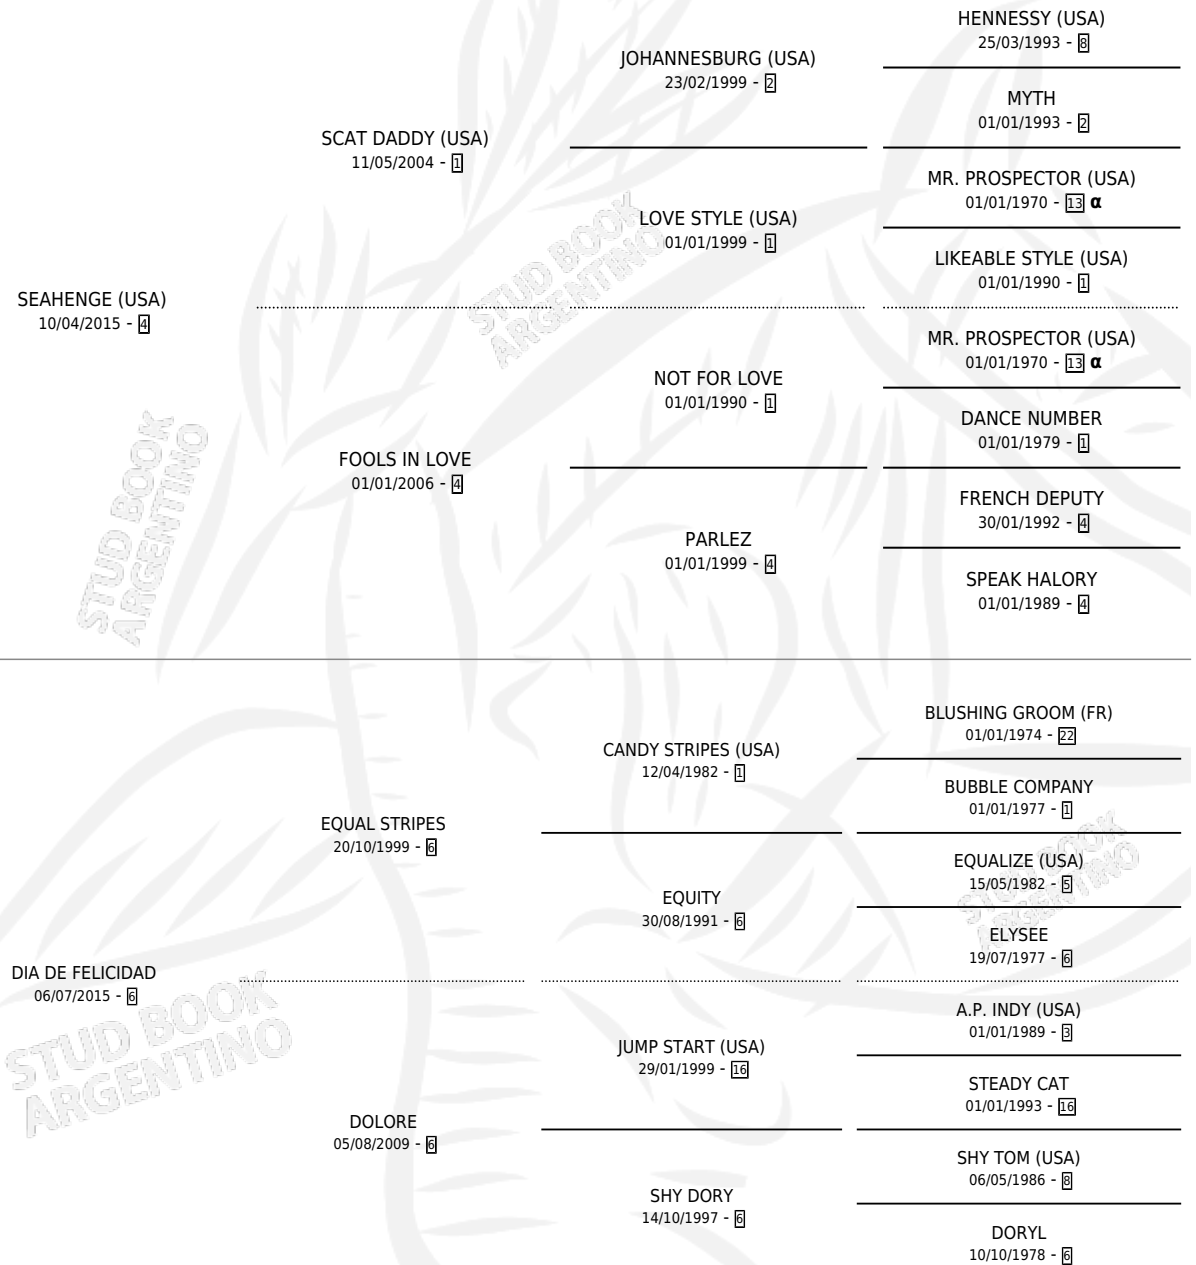 HENNESSY (USA)
25/03/1993 - 8
JOHANNESBURG (USA)
23/02/1999 - 2
MYTH
01/01/1993 - 2
SCAT DADDY (USA)
11/05/2004 - 1
MR. PROSPECTOR (USA)
01/01/1970 - 13 α
LOVE STYLE (USA)
01/01/1999 - 1
LIKEABLE STYLE (USA)
01/01/1990 - 1
SEAHENGE (USA)
10/04/2015 - 4
MR. PROSPECTOR (USA)
01/01/1970 - 13 α
NOT FOR LOVE
01/01/1990 - 1
DANCE NUMBER
01/01/1979 - 1
FOOLS IN LOVE
01/01/2006 - 4
FRENCH DEPUTY
30/01/1992 - 4
PARLEZ
01/01/1999 - 4
SPEAK HALORY
01/01/1989 - 4
BLUSHING GROOM (FR)
01/01/1974 - 22
CANDY STRIPES (USA)
12/04/1982 - 1
BUBBLE COMPANY
01/01/1977 - 1
EQUAL STRIPES
20/10/1999 - 6
EQUALIZE (USA)
15/05/1982 - 5
EQUITY
30/08/1991 - 6
ELYSEE
19/07/1977 - 6
DIA DE FELICIDAD
06/07/2015 - 6
A.P. INDY (USA)
01/01/1989 - 3
JUMP START (USA)
29/01/1999 - 16
STEADY CAT
01/01/1993 - 16
DOLORE
05/08/2009 - 6
SHY TOM (USA)
06/05/1986 - 8
SHY DORY
14/10/1997 - 6
DORYL
10/10/1978 - 6
STUD BOOK
ARGENTINO
STUD BOOK
ARGENTINO
STUD BOOK
ARGENTINO
STUD BOOK
ARGENTINO